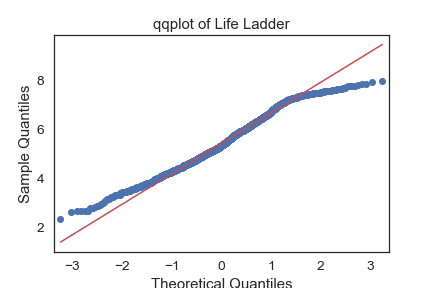 qqplot of Life Ladder
Sample Quantiles
8
6
4
2
−3 −2 −1 0 1 2 3
Theoretical Quantiles